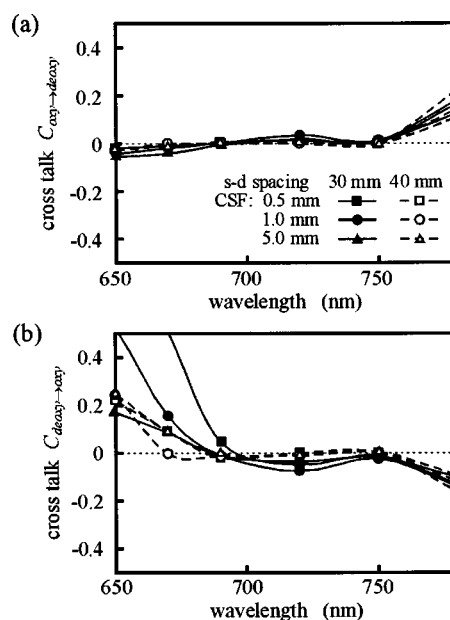 (a)
cross talk C_oxy→deoxy
0.4
0.2
0
-0.2
-0.4
s-d spacing 30 mm 40 mm
CSF: 0.5 mm
1.0 mm
5.0 mm
650 700 750
wavelength (nm)
(b)
cross talk C_deoxy→oxy
0.4
0.2
0
-0.2
-0.4
650 700 750
wavelength (nm)